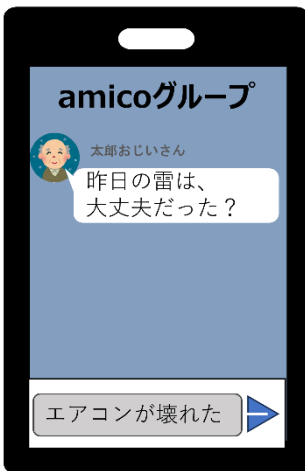 amicoグループ
太郎おじいさん
昨日の雷は、
大丈夫だった？
エアコンが壊れた